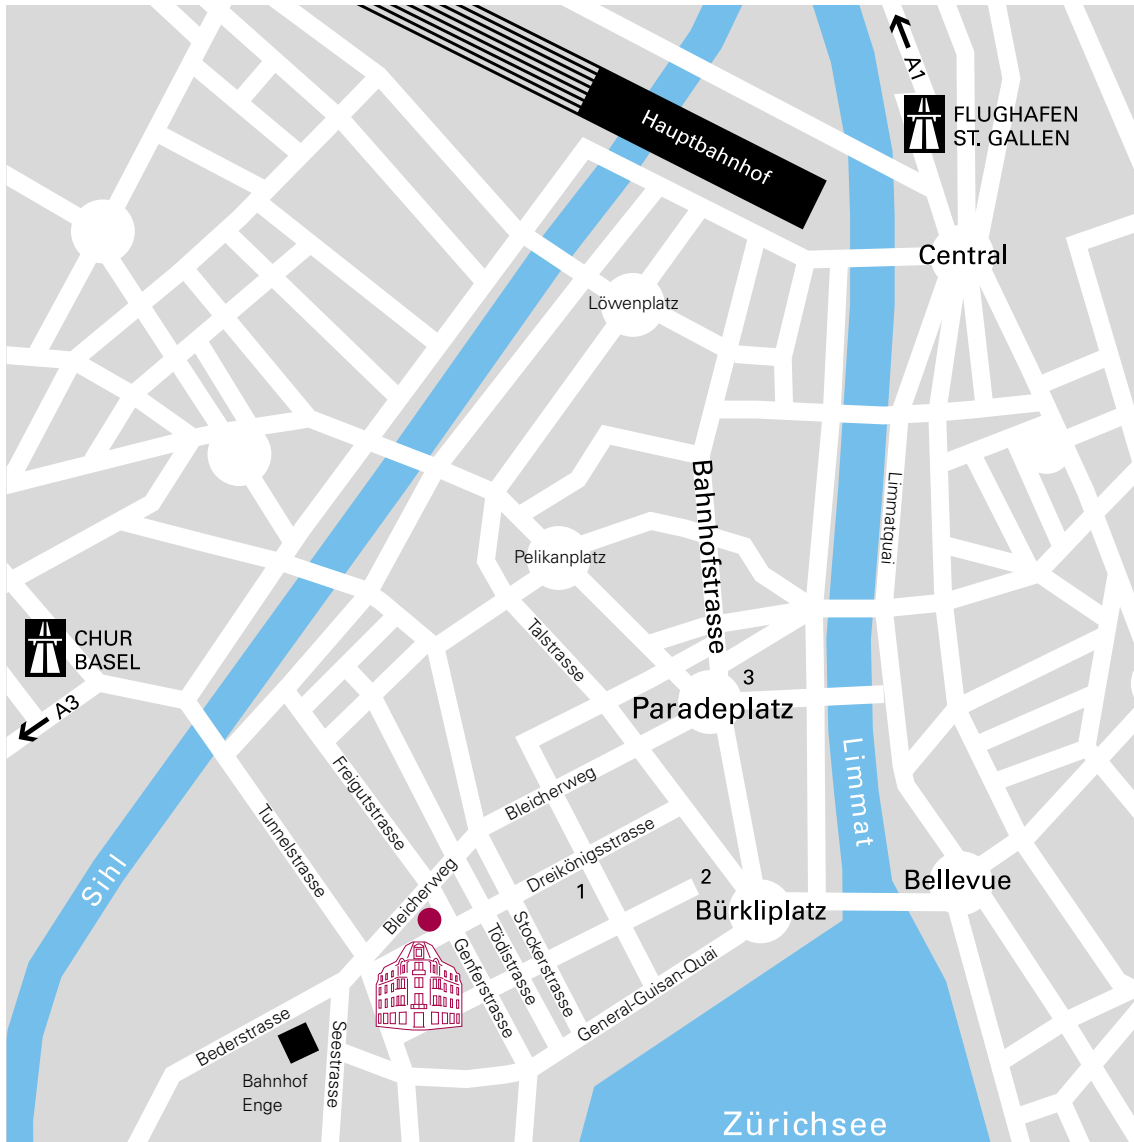 A1
FLUGHAFEN
ST. GALLEN
Hauptbahnhof
Central
Löwenplatz
Bahnhofstrasse
Limmatquai
Pelikanplatz
Talstrasse
CHUR
BASEL
A3
3
Paradeplatz
Limmat
Freigutstrasse
Bleicherweg
Tunnelstrasse
Dreikönigsstrasse
Sihl
Bleicherweg
1
2
Bürkliplatz
Bellevue
Stockerstrasse
Tödistrasse
Genferstrasse
General-Guisan-Quai
Bederstrasse
Seestrasse
Bahnhof
Enge
Zürichsee